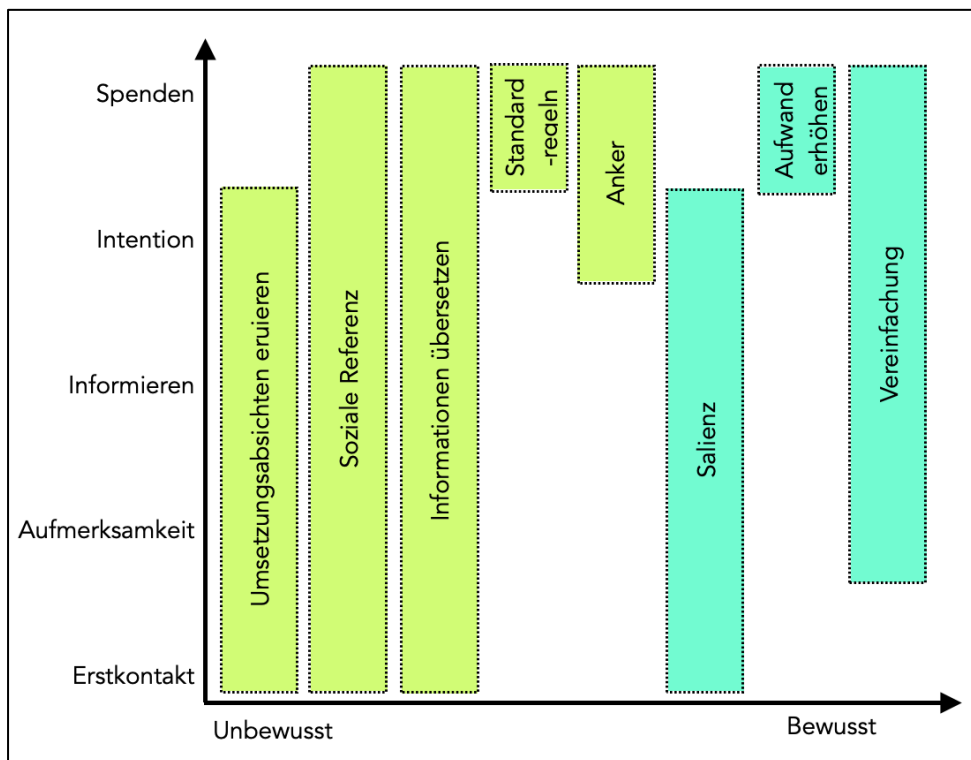 Spenden
Intention
Informieren
Aufmerksamkeit
Erstkontakt
Umsetzungsabsichten eruieren
Soziale Referenz
Informationen übersetzen
Standard
-regeln
Anker
Salienz
Aufwand
erhöhen
Vereinfachung
Unbewusst
Bewusst